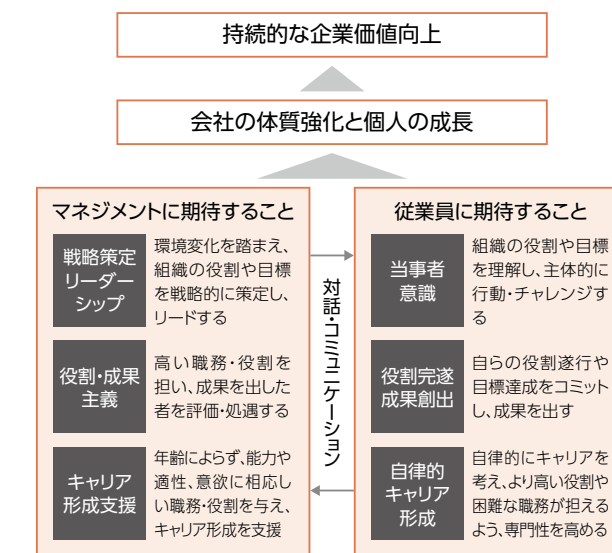 持続的な企業価値向上
会社の体質強化と個人の成長
マネジメントに期待すること
戦略策定
リーダー
シップ
環境変化を踏まえ、
組織の役割や目標
を戦略的に策定し、
リードする
役割・成果
主義
高い職務・役割を
担い、成果を出した
者を評価・処遇する
キャリア
形成支援
年齢によらず、能力や
適性、意欲に相応し
い職務・役割を与え、
キャリア形成を支援
対話・コミュニケーション
従業員に期待すること
当事者
意識
組織の役割や目標
を理解し、主体的に
行動・チャレンジす
る
役割完遂
成果創出
自らの役割遂行や
目標達成をコミット
し、成果を出す
自律的
キャリア
形成
自律的にキャリアを
考え、より高い役割や
困難な職務が担える
よう、専門性を高める